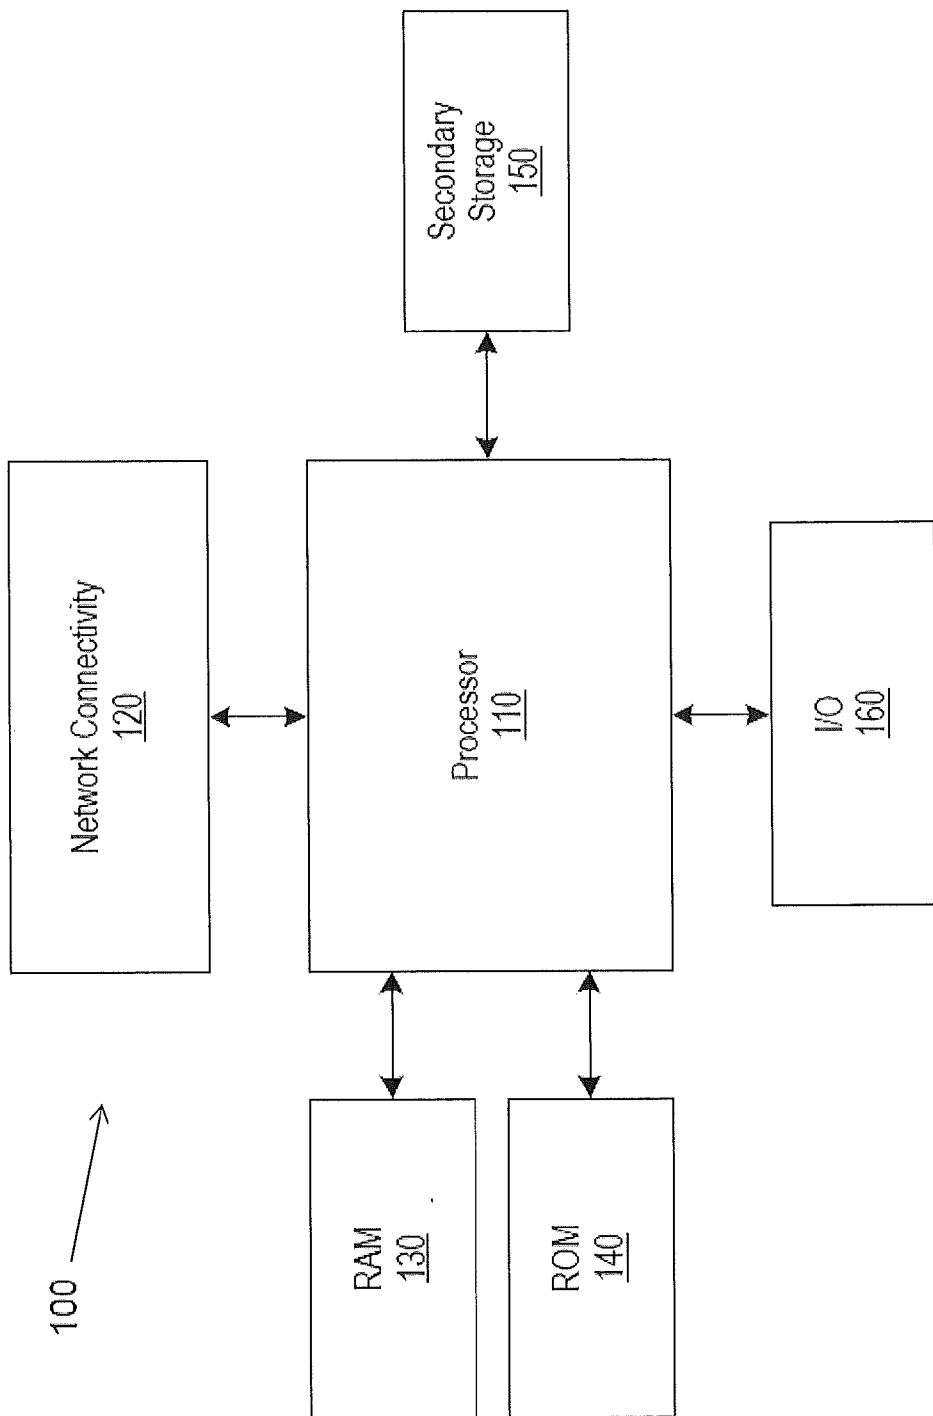 100
Network Connectivity
120
RAM
130
ROM
140
Processor
110
Secondary
Storage
150
I/O
160